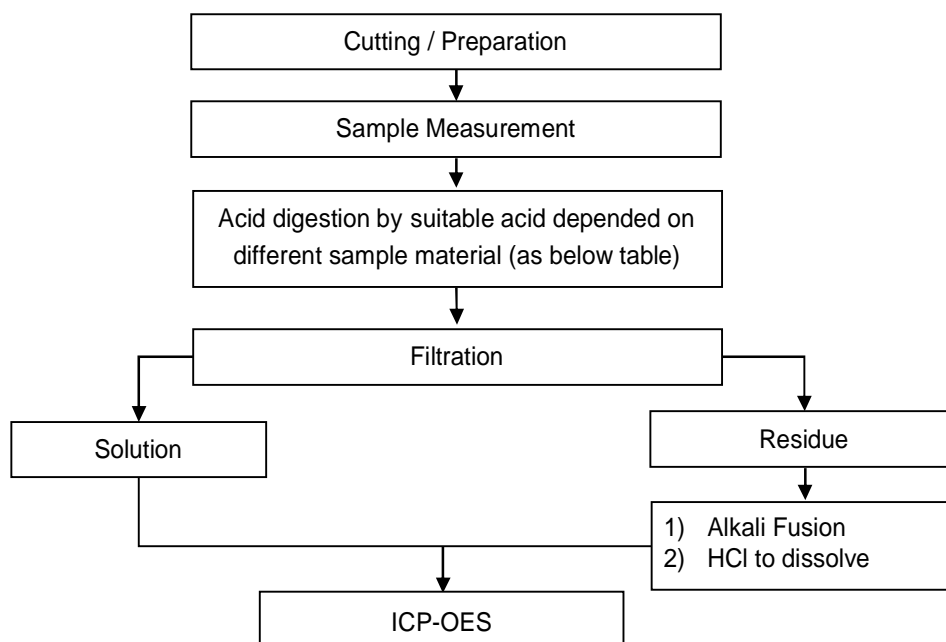 Cutting / Preparation
Sample Measurement
Acid digestion by suitable acid depended on
different sample material (as below table)
Filtration
Solution
Residue
1) Alkali Fusion
2) HCl to dissolve
ICP-OES